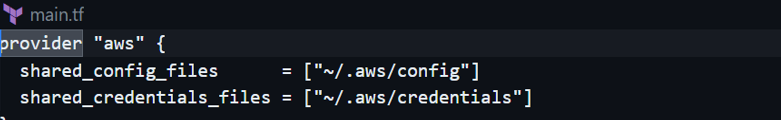 main.tf
provider "aws" {
  shared_config_files      = ["~/.aws/config"]
  shared_credentials_files = ["~/.aws/credentials"]
}